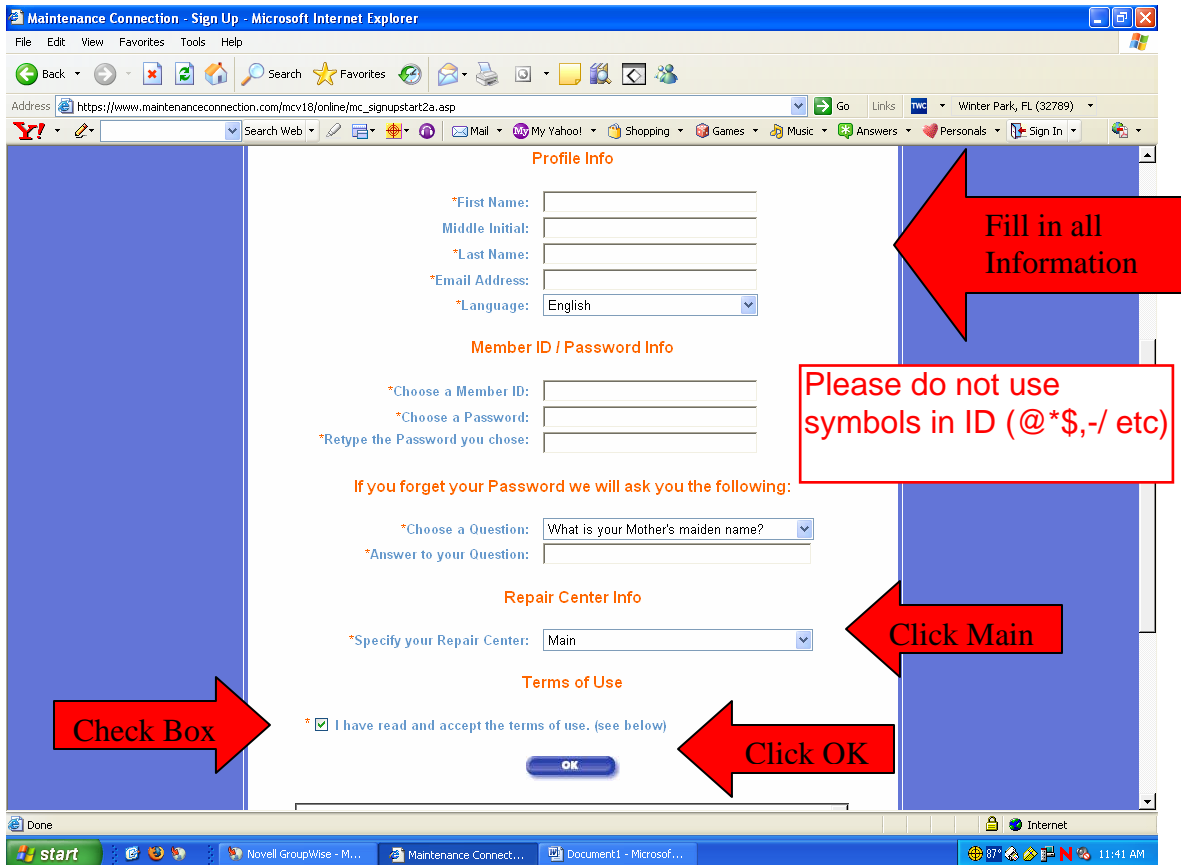 Maintenance Connection - Sign Up - Microsoft Internet Explorer
File Edit View Favorites Tools Help
Back Search Favorites
Address https://www.maintenanceconnection.com/mcv18/online/mc_signupstart2a.asp Go Links TWC Winter Park, FL (32789)
Y! Search Web Mail My Yahoo! Shopping Games Music Answers Personals Sign In
Profile Info
*First Name:
Middle Initial:
*Last Name:
*Email Address:
*Language: English
Fill in all
Information
Member ID / Password Info
*Choose a Member ID:
*Choose a Password:
*Retype the Password you chose:
Please do not use
symbols in ID (@*$,-/ etc)
If you forget your Password we will ask you the following:
*Choose a Question: What is your Mother's maiden name?
*Answer to your Question:
Repair Center Info
*Specify your Repair Center: Main
Click Main
Terms of Use
Check Box
* I have read and accept the terms of use. (see below)
Click OK
OK
Done Internet
start Novell GroupWise - M... Maintenance Connect... Document1 - Microsof... 87° N 11:41 AM